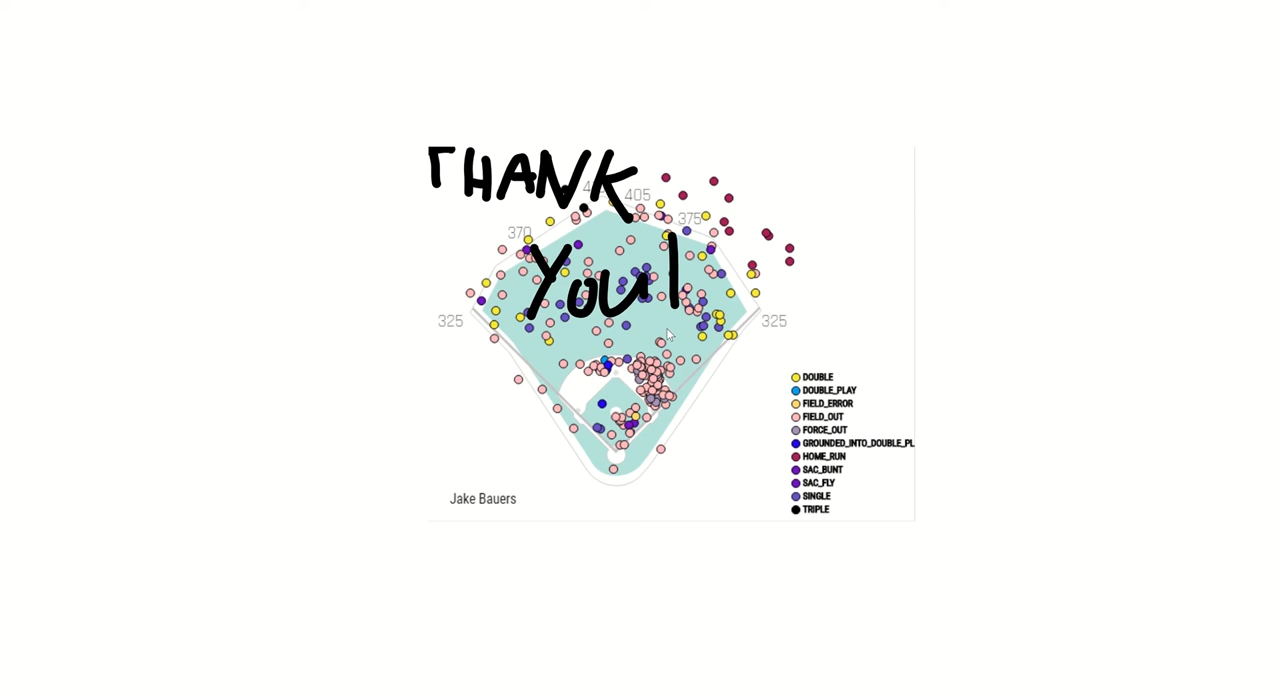 THANK
405
375
370
YOU!
325
325
DOUBLE
DOUBLE_PLAY
FIELD_ERROR
FIELD_OUT
FORCE_OUT
GROUNDED_INTO_DOUBLE_PL
HOME_RUN
SAC_BUNT
SAC_FLY
SINGLE
TRIPLE
Jake Bauers